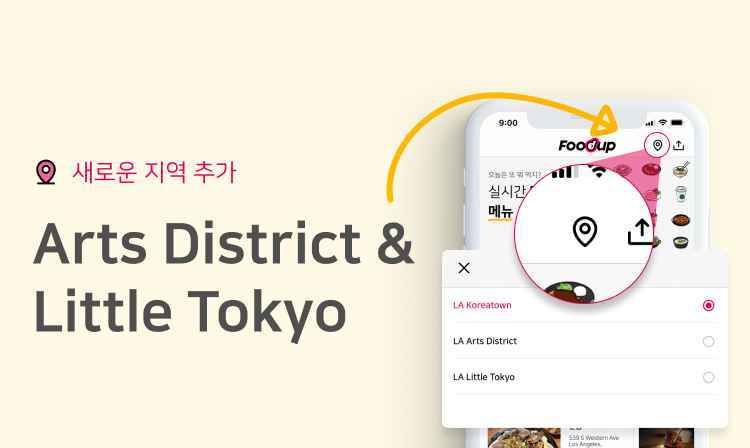 새로운 지역 추가
Arts District &
Little Tokyo
9:00
Foodup
오늘은 또 뭐 먹지?
실시간
메뉴
LA Koreatown
LA Arts District
LA Little Tokyo
539 S Western Ave
Los Angeles,